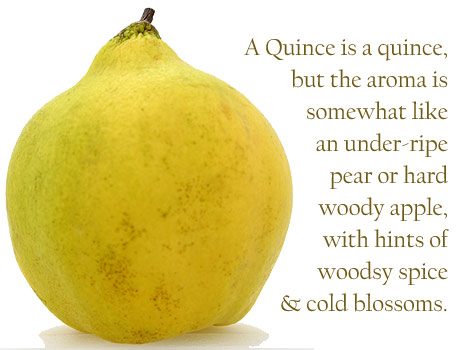 A Quince is a quince,
but the aroma is
somewhat like
an under-ripe
pear or hard
woody apple,
with hints of
woodsy spice
& cold blossoms.